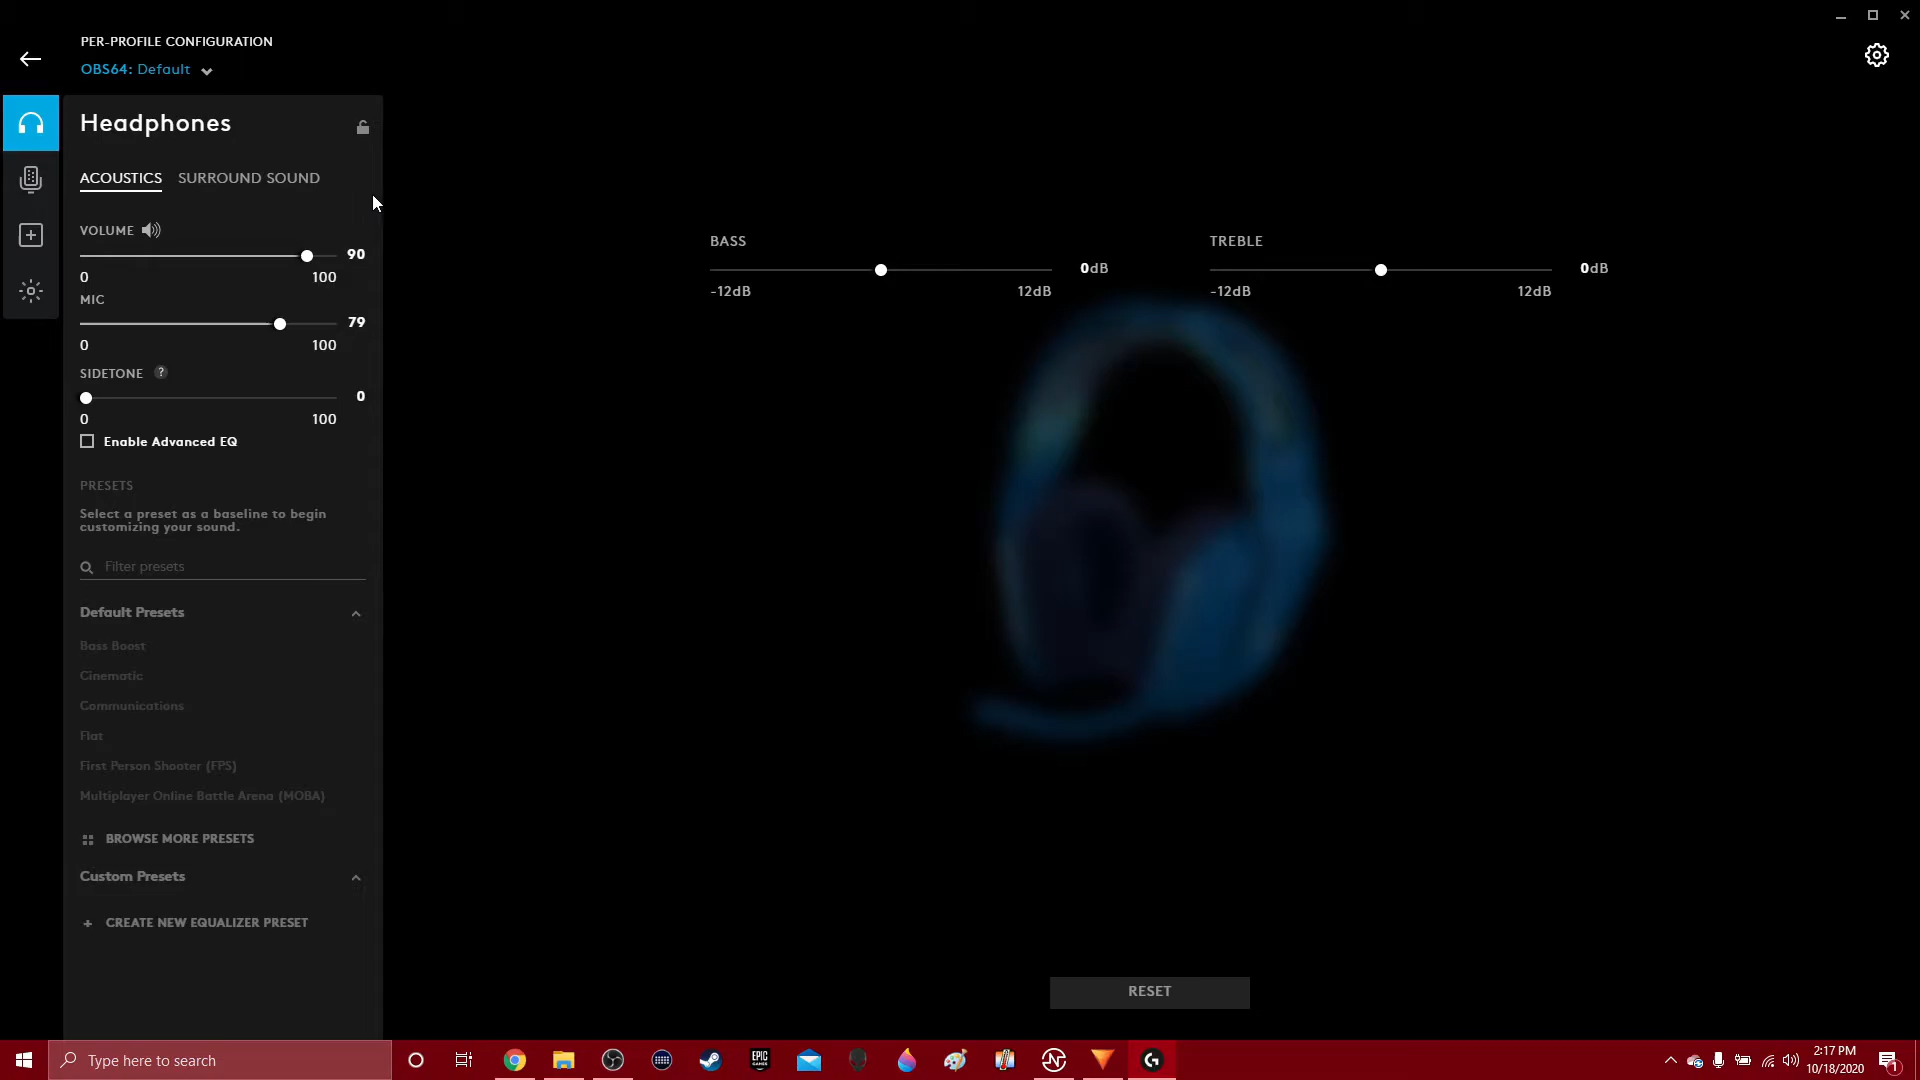 PER-PROFILE CONFIGURATION
OBS64: Default
Headphones
ACOUSTICS SURROUND SOUND
VOLUME
90
0 100
MIC
79
0 100
SIDETONE ?
0
0 100
Enable Advanced EQ
PRESETS
Select a preset as a baseline to begin
customizing your sound.
Filter presets
Default Presets
Bass Boost
Cinematic
Communications
Flat
First Person Shooter (FPS)
Multiplayer Online Battle Arena (MOBA)
BROWSE MORE PRESETS
Custom Presets
+ CREATE NEW EQUALIZER PRESET
BASS
0dB
-12dB 12dB
TREBLE
0dB
-12dB 12dB
RESET
Type here to search
EPIC
GAMES
2:17 PM
10/18/2020
1